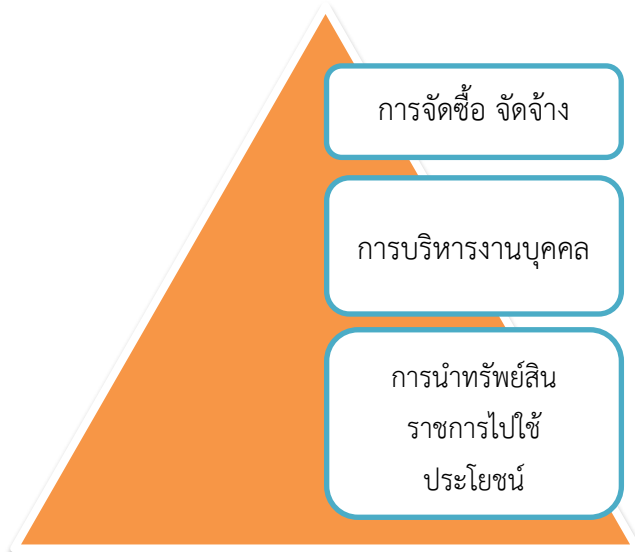 การจัดซื้อ จัดจ้าง
การบริหารงานบุคคล
การนำทรัพย์สิน
ราชการไปใช้
ประโยชน์